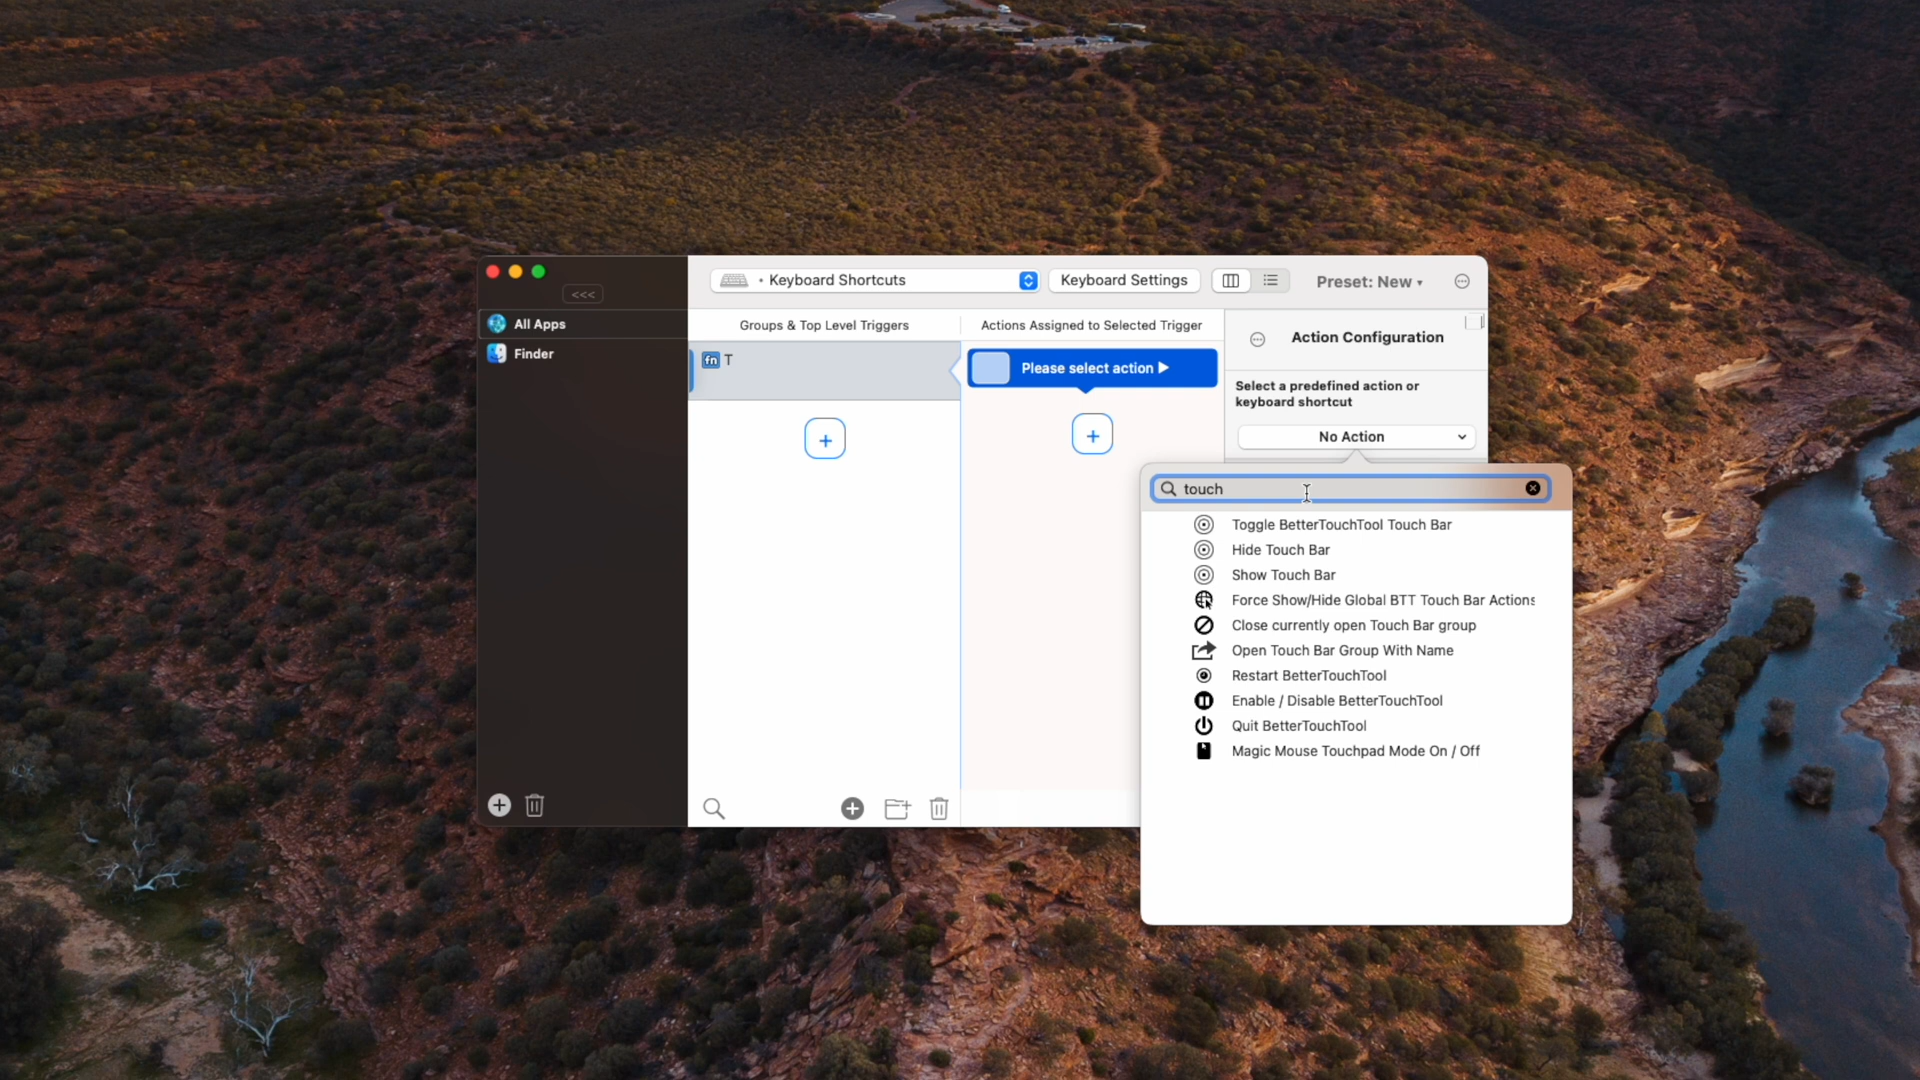 <<<
Keyboard Shortcuts
Keyboard Settings
Preset: New
All Apps
Finder
Groups & Top Level Triggers
Actions Assigned to Selected Trigger
Action Configuration
fn T
Please select action
Select a predefined action or
keyboard shortcut
No Action
touch
Toggle BetterTouchTool Touch Bar
Hide Touch Bar
Show Touch Bar
Force Show/Hide Global BTT Touch Bar Actions
Close currently open Touch Bar group
Open Touch Bar Group With Name
Restart BetterTouchTool
Enable / Disable BetterTouchTool
Quit BetterTouchTool
Magic Mouse Touchpad Mode On / Off